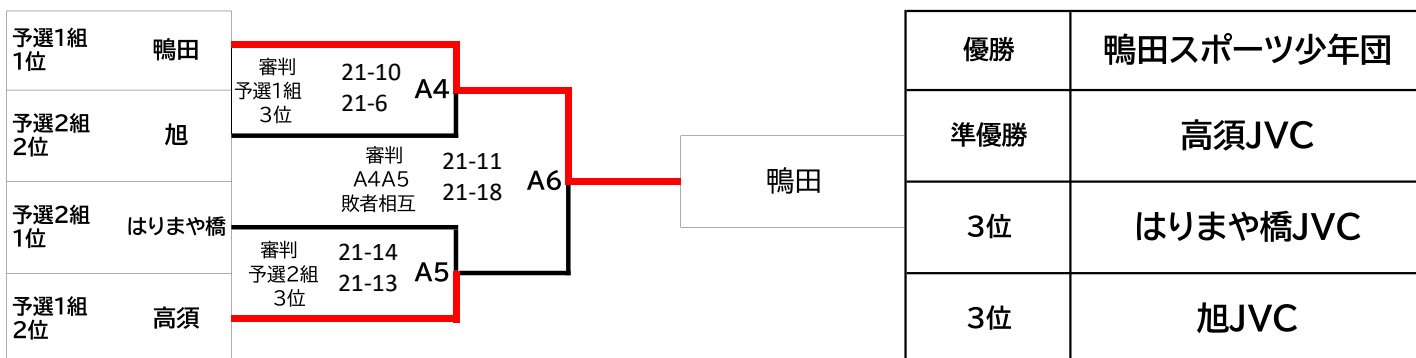 予選1組
1位
鴨田
審判
予選1組
3位
21-10
21-6
A4
予選2組
2位
旭
審判
A4A5
敗者相互
21-11
21-18
A6
鴨田
予選2組
1位
はりまや橋
審判
予選2組
3位
21-14
21-13
A5
予選1組
2位
高須
優勝
鴨田スポーツ少年団
準優勝
高須JVC
3位
はりまや橋JVC
3位
旭JVC